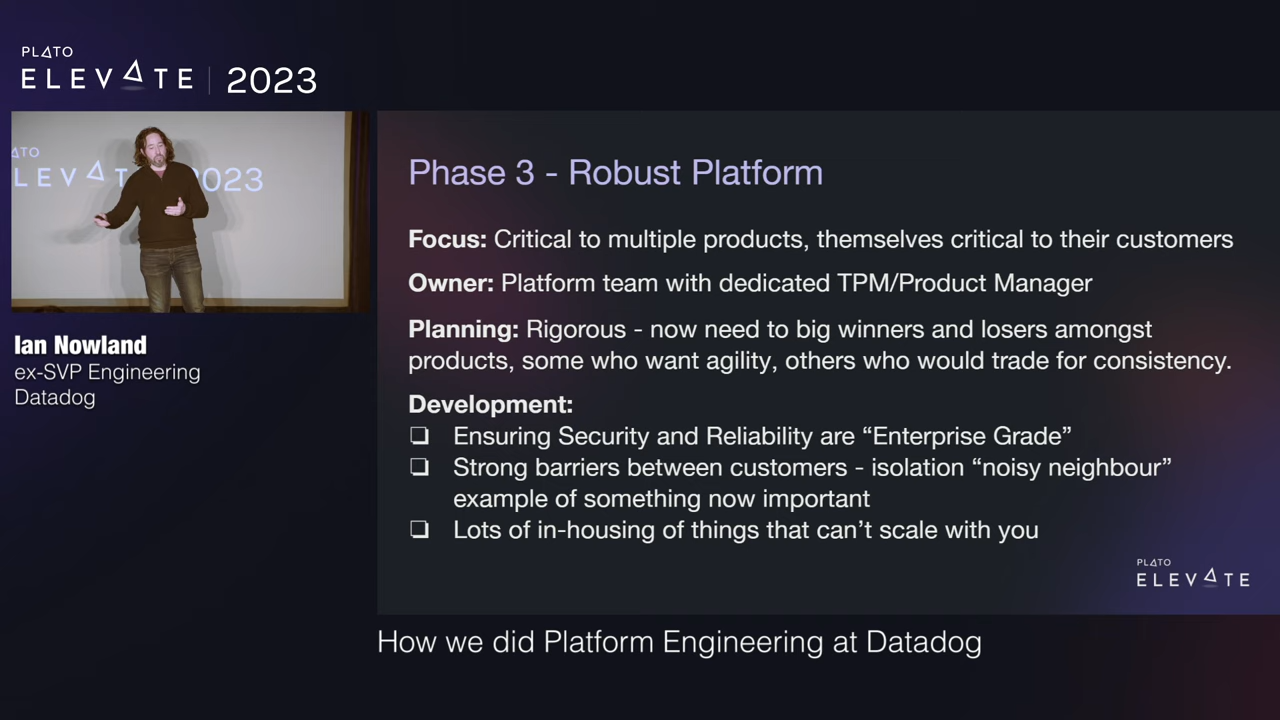 PLATO
ELEVATE | 2023
ATO
LEVAT 2023
Ian Nowland
ex-SVP Engineering
Datadog
Phase 3 - Robust Platform
Focus: Critical to multiple products, themselves critical to their customers
Owner: Platform team with dedicated TPM/Product Manager
Planning: Rigorous - now need to big winners and losers amongst
products, some who want agility, others who would trade for consistency.
Development:
❏ Ensuring Security and Reliability are “Enterprise Grade”
❏ Strong barriers between customers - isolation “noisy neighbour”
example of something now important
❏ Lots of in-housing of things that can’t scale with you
PLATO
ELEVATE
How we did Platform Engineering at Datadog